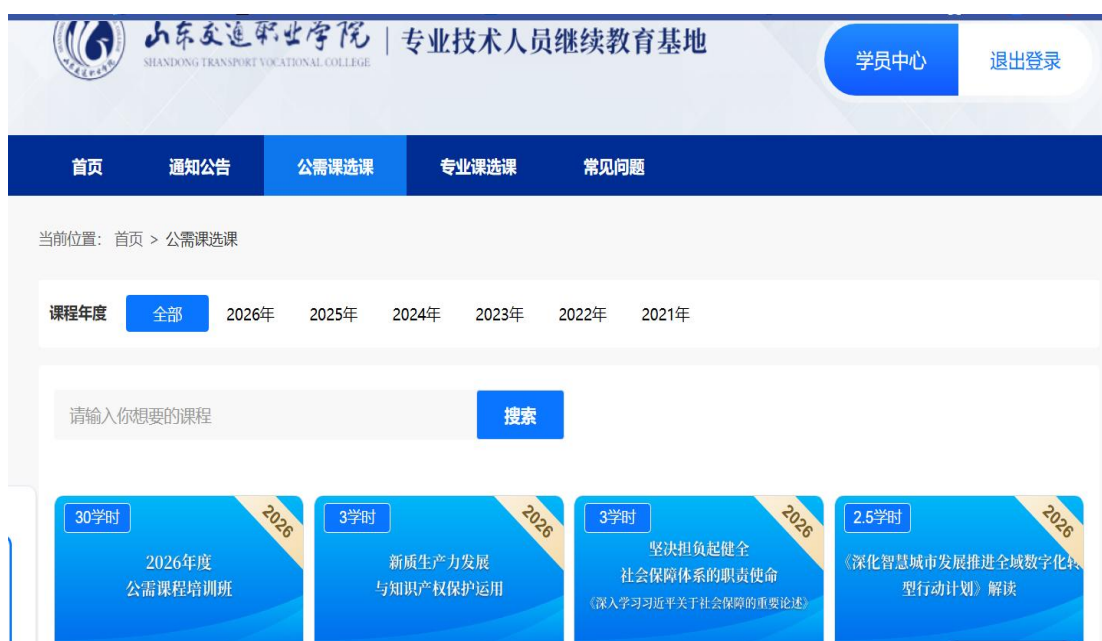 山东交通职业学院
SHANDONG TRANSPORT VOCATIONAL COLLEGE
专业技术人员继续教育基地
学员中心
退出登录
首页 通知公告 公需课选课 专业课选课 常见问题
当前位置： 首页 > 公需课选课
课程年度 全部 2026年 2025年 2024年 2023年 2022年 2021年
请输入你想要的课程 搜索
30学时
2026
2026年度
公需课程培训班
3学时
2026
新质生产力发展
与知识产权保护运用
3学时
2026
坚决担负起健全
社会保障体系的职责使命
《深入学习习近平关于社会保障的重要论述》
2.5学时
2026
《深化智慧城市发展推进全域数字化转
型行动计划》解读